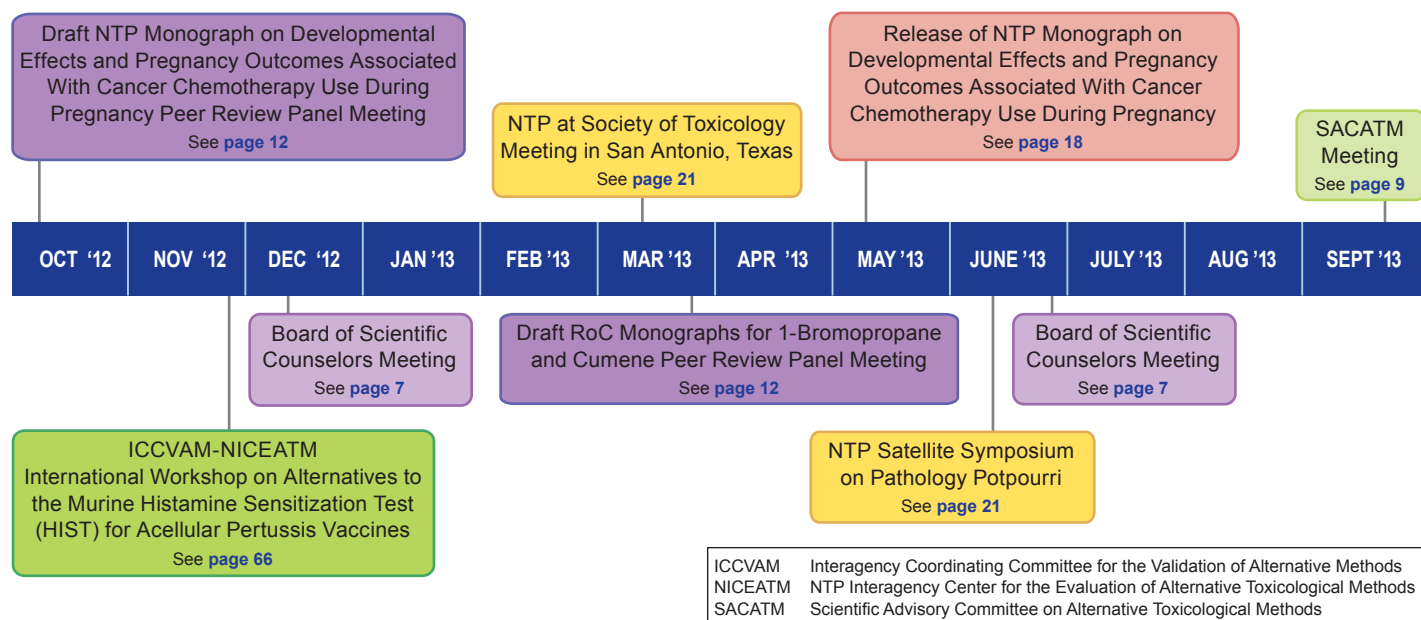 Draft NTP Monograph on Developmental
Effects and Pregnancy Outcomes Associated
With Cancer Chemotherapy Use During
Pregnancy Peer Review Panel Meeting
See page 12
NTP at Society of Toxicology
Meeting in San Antonio, Texas
See page 21
Release of NTP Monograph on
Developmental Effects and Pregnancy
Outcomes Associated With Cancer
Chemotherapy Use During Pregnancy
See page 18
SACATM
Meeting
See page 9
OCT '12 NOV '12 DEC '12 JAN '13 FEB '13 MAR '13 APR '13 MAY '13 JUNE '13 JULY '13 AUG '13 SEPT '13
Board of Scientific
Counselors Meeting
See page 7
Draft RoC Monographs for 1-Bromopropane
and Cumene Peer Review Panel Meeting
See page 12
Board of Scientific
Counselors Meeting
See page 7
ICCVAM-NICEATM
International Workshop on Alternatives to
the Murine Histamine Sensitization Test
(HIST) for Acellular Pertussis Vaccines
See page 66
NTP Satellite Symposium
on Pathology Potpourri
See page 21
ICCVAM Interagency Coordinating Committee for the Validation of Alternative Methods
NICEATM NTP Interagency Center for the Evaluation of Alternative Toxicological Methods
SACATM Scientific Advisory Committee on Alternative Toxicological Methods